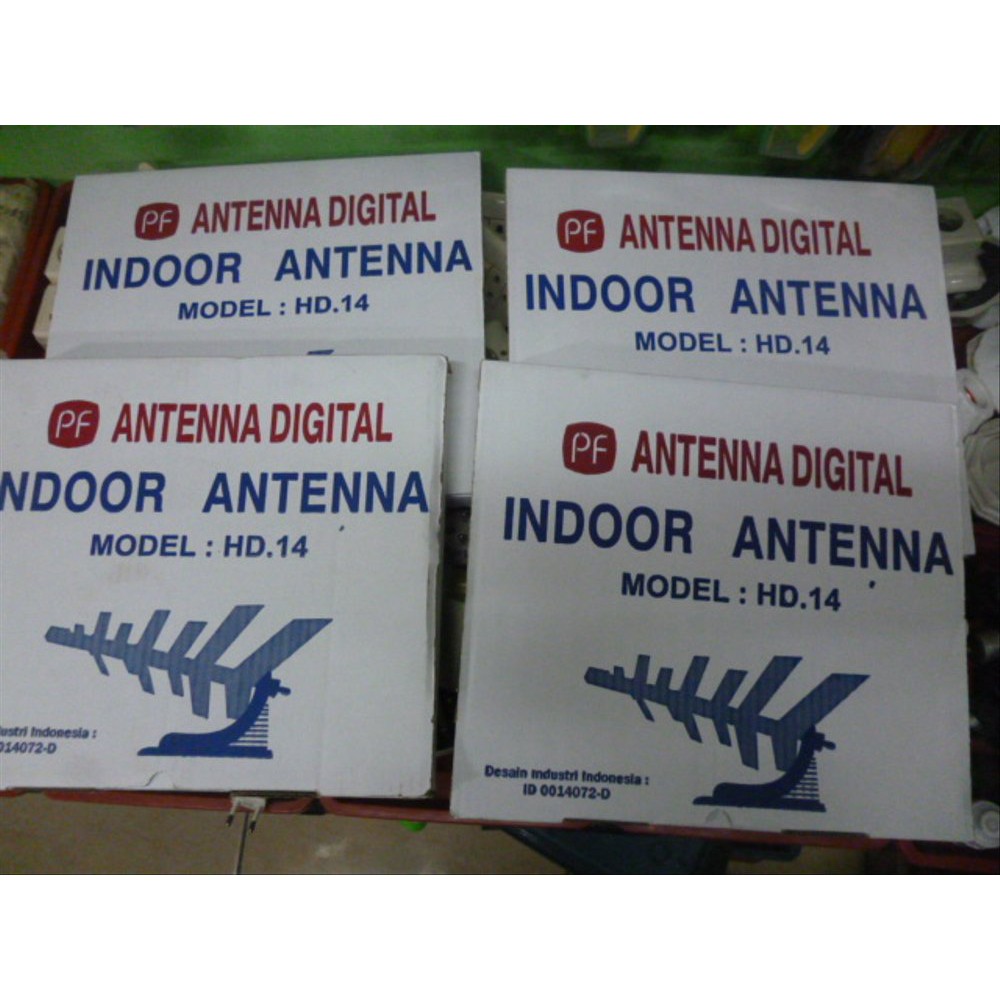 PF ANTENNA DIGITAL
INDOOR ANTENNA
MODEL : HD.14
PF ANTENNA DIGITAL
INDOOR ANTENNA
MODEL : HD.14
PF ANTENNA DIGITAL
NDOOR ANTENNA
MODEL : HD.14
ustri Indonesia :
014072-D
PF ANTENNA DIGITAL
INDOOR ANTENNA
MODEL : HD.14
Desain Industri Indonesia :
ID 0014072-D